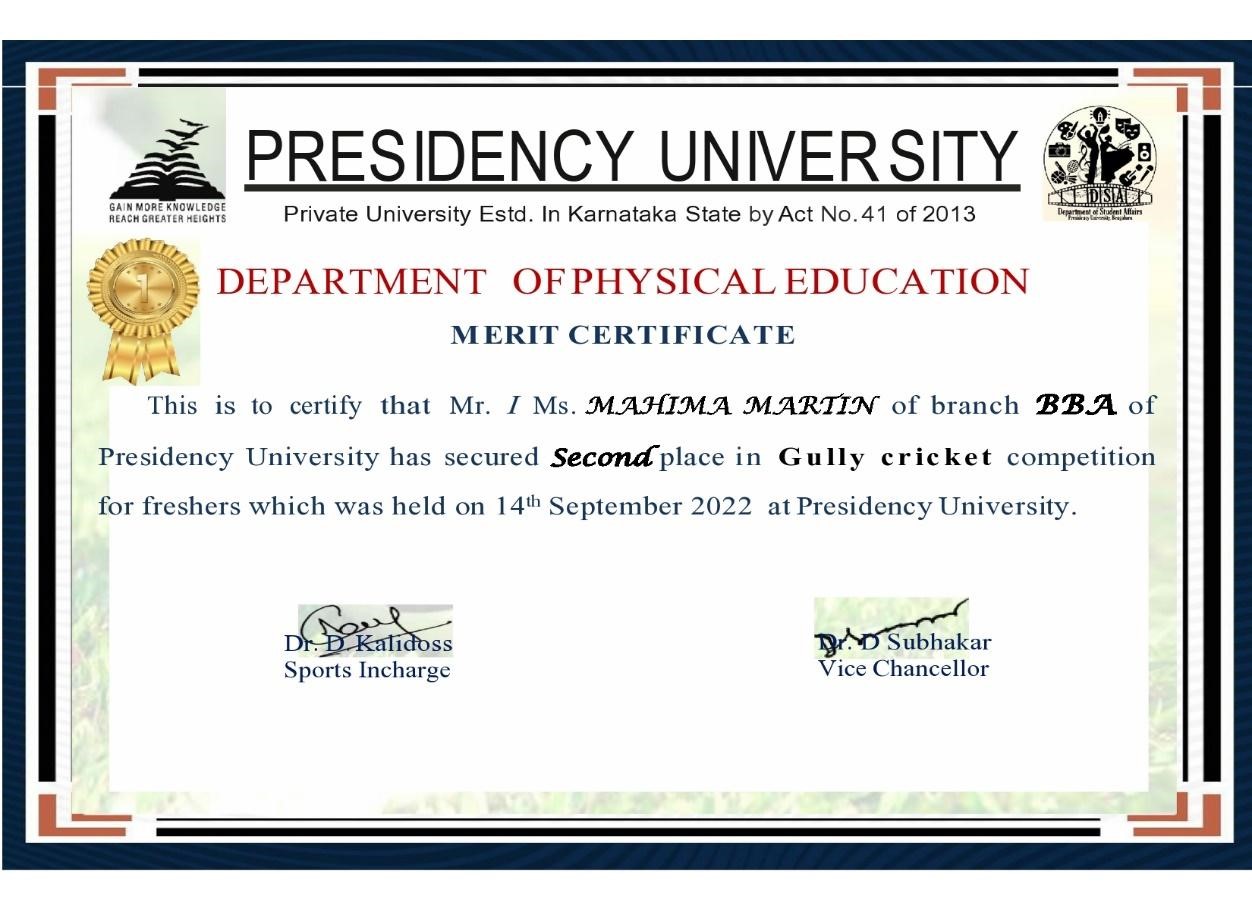 PRESIDENCY UNIVERSITY
Private University Estd. In Karnataka State by Act No. 41 of 2013
GAIN MORE KNOWLEDGE
REACH GREATER HEIGHTS
DSA
Department of Student Affairs
Presidency University, Bengaluru
1
DEPARTMENT OF PHYSICAL EDUCATION
MERIT CERTIFICATE
This is to certify that Mr. I Ms. MAHIMA MARTIN of branch BBA of
Presidency University has secured Second place in Gully cricket competition
for freshers which was held on 14th September 2022 at Presidency University.
Dr. D Kalidoss
Sports Incharge
Dr. D Subhakar
Vice Chancellor